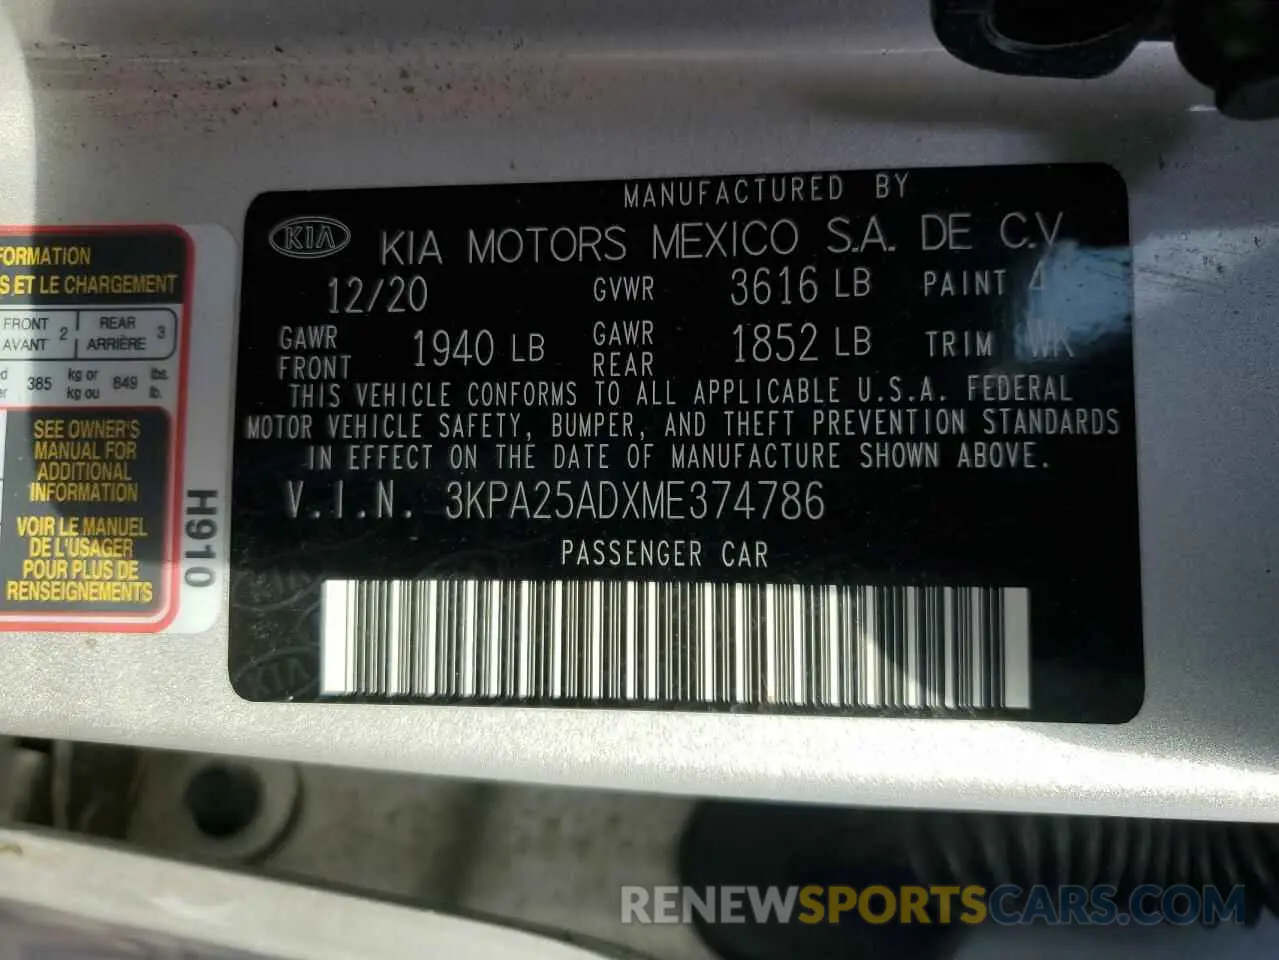 MANUFACTURED BY
KIA
KIA MOTORS MEXICO S.A. DE C.V
12/20 GVWR 3616 LB PAINT 4
GAWR FRONT 1940 LB GAWR REAR 1852 LB TRIM WK
THIS VEHICLE CONFORMS TO ALL APPLICABLE U.S.A. FEDERAL
MOTOR VEHICLE SAFETY, BUMPER, AND THEFT PREVENTION STANDARDS
IN EFFECT ON THE DATE OF MANUFACTURE SHOWN ABOVE.
V.I.N. 3KPA25ADXME374786
PASSENGER CAR
FORMATION
S ET LE CHARGEMENT
FRONT AVANT 2 REAR ARRIÈRE 3
385 kg or kg ou 849 lbs. lb.
SEE OWNER'S
MANUAL FOR
ADDITIONAL
INFORMATION
VOIR LE MANUEL
DE L'USAGER
POUR PLUS DE
RENSEIGNEMENTS
H910
RENEWSPORTSCARS.COM